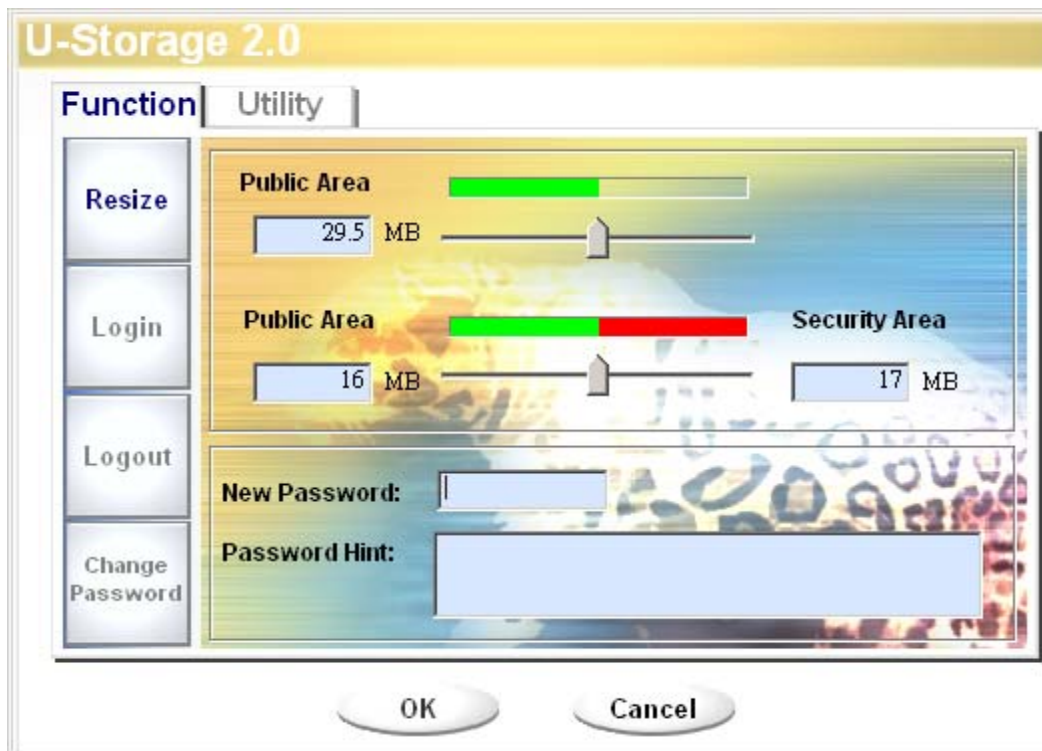 U-Storage 2.0
Function Utility
Resize
Public Area
29.5 MB
Login
Public Area Security Area
16 MB 17 MB
Logout
New Password:
Password Hint:
Change
Password
OK Cancel